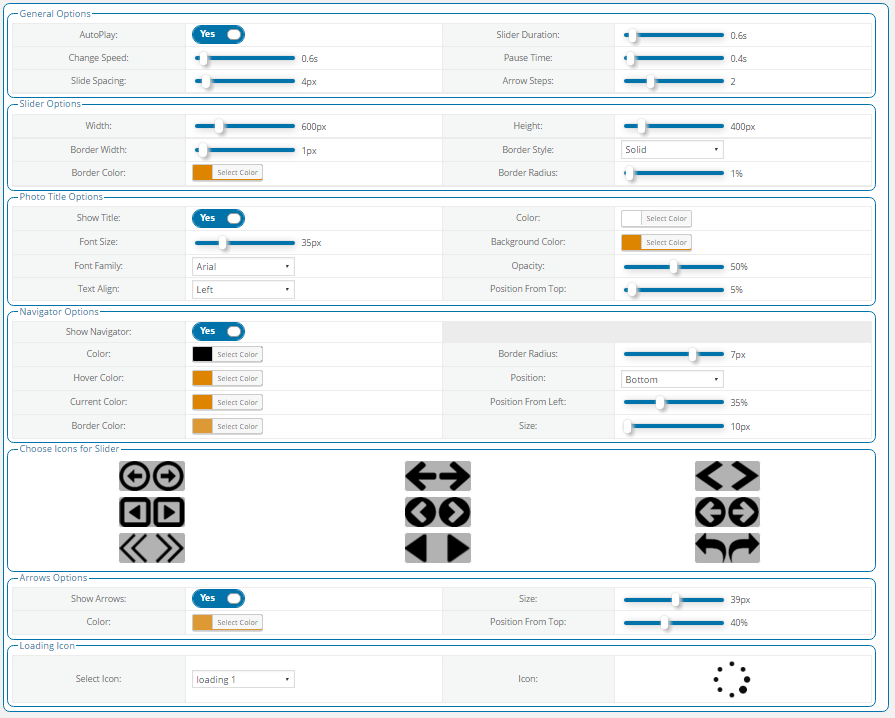 General Options
AutoPlay: Yes Slider Duration: 0.6s
Change Speed: 0.6s Pause Time: 0.4s
Slide Spacing: 4px Arrow Steps: 2
Slider Options
Width: 600px Height: 400px
Border Width: 1px Border Style: Solid
Border Color: Select Color Border Radius: 1%
Photo Title Options
Show Title: Yes Color: Select Color
Font Size: 35px Background Color: Select Color
Font Family: Arial Opacity: 50%
Text Align: Left Position From Top: 5%
Navigator Options
Show Navigator: Yes
Color: Select Color Border Radius: 7px
Hover Color: Select Color Position: Bottom
Current Color: Select Color Position From Left: 35%
Border Color: Select Color Size: 10px
Choose Icons for Slider
Arrows Options
Show Arrows: Yes Size: 39px
Color: Select Color Position From Top: 40%
Loading Icon
Select Icon: loading 1 Icon: